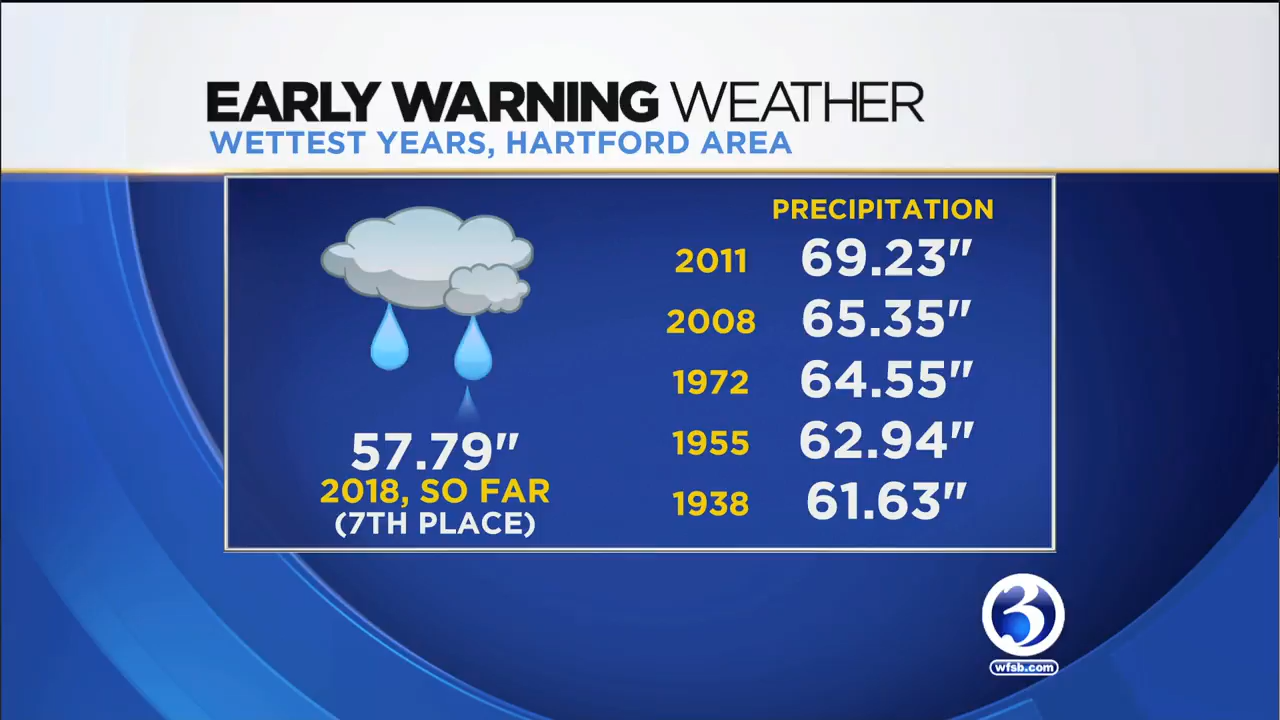 EARLY WARNING WEATHER
WETTEST YEARS, HARTFORD AREA
57.79"
2018, SO FAR
(7TH PLACE)
PRECIPITATION
2011 69.23"
2008 65.35"
1972 64.55"
1955 62.94"
1938 61.63"
3
wfsb.com